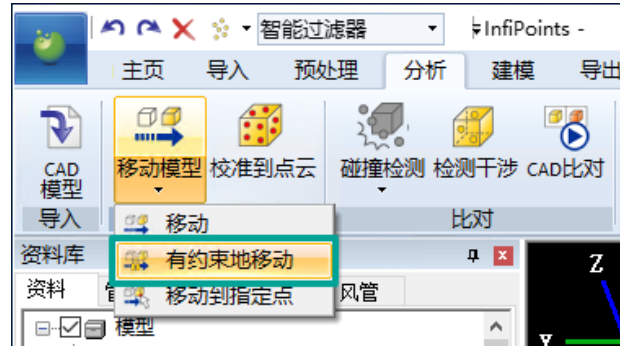 智能过滤器 InfiPoints -
主页 导入 预处理 分析 建模 导出
CAD模型 移动模型 校准到点云 碰撞检测 检测干涉 CAD比对
导入 比对
移动
有约束地移动
移动到指定点
资料库
资料 风管
模型
Z
Y